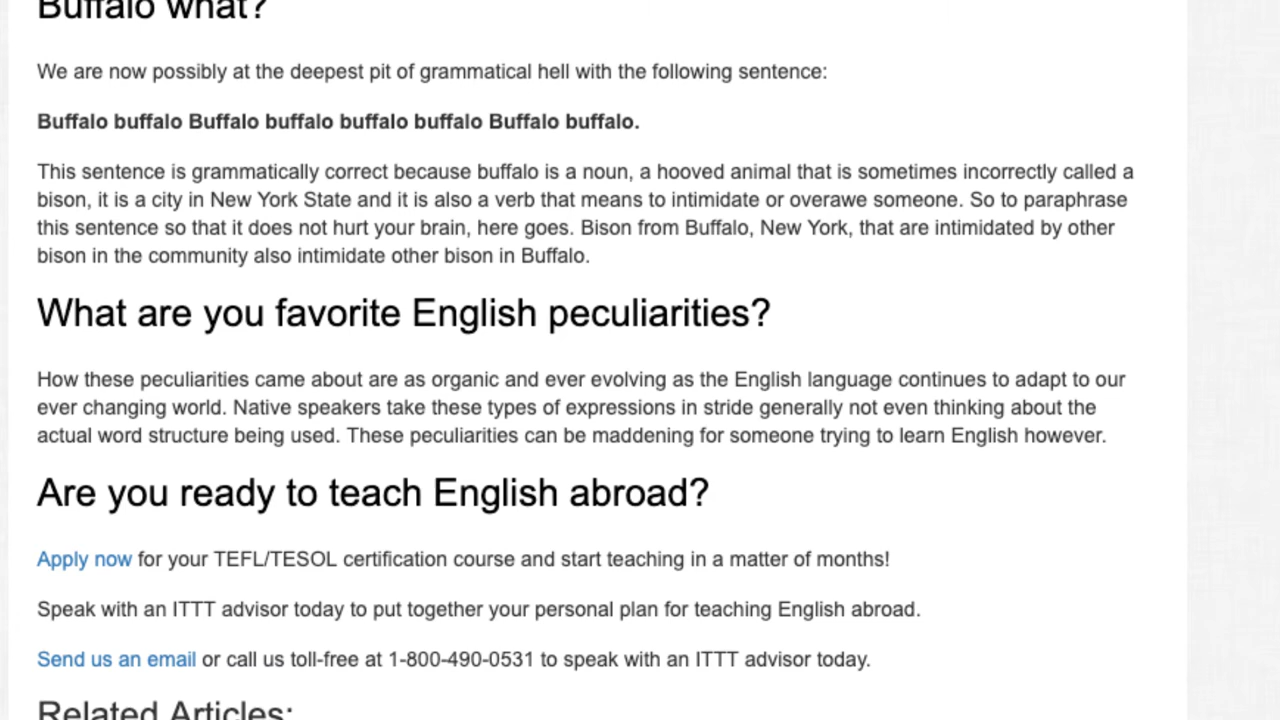 Buffalo what?
We are now possibly at the deepest pit of grammatical hell with the following sentence:
Buffalo buffalo Buffalo buffalo buffalo buffalo Buffalo buffalo.
This sentence is grammatically correct because buffalo is a noun, a hooved animal that is sometimes incorrectly called a
bison, it is a city in New York State and it is also a verb that means to intimidate or overawe someone. So to paraphrase
this sentence so that it does not hurt your brain, here goes. Bison from Buffalo, New York, that are intimidated by other
bison in the community also intimidate other bison in Buffalo.
What are you favorite English peculiarities?
How these peculiarities came about are as organic and ever evolving as the English language continues to adapt to our
ever changing world. Native speakers take these types of expressions in stride generally not even thinking about the
actual word structure being used. These peculiarities can be maddening for someone trying to learn English however.
Are you ready to teach English abroad?
Apply now for your TEFL/TESOL certification course and start teaching in a matter of months!
Speak with an ITTT advisor today to put together your personal plan for teaching English abroad.
Send us an email or call us toll-free at 1-800-490-0531 to speak with an ITTT advisor today.
Related Articles: